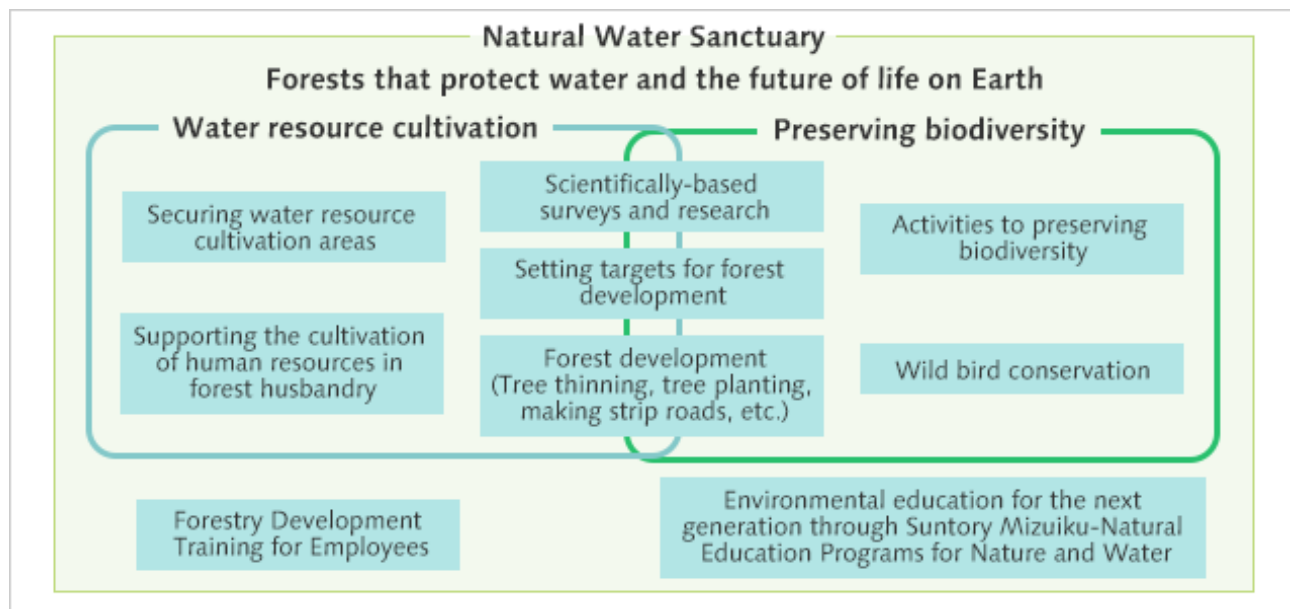 Natural Water Sanctuary
Forests that protect water and the future of life on Earth
Water resource cultivation
Securing water resource
cultivation areas
Supporting the cultivation
of human resources in
forest husbandry
Scientifically-based
surveys and research
Setting targets for forest
development
Forest development
(Tree thinning, tree planting,
making strip roads, etc.)
Preserving biodiversity
Activities to preserving
biodiversity
Wild bird conservation
Forestry Development
Training for Employees
Environmental education for the next
generation through Suntory Mizuiku-Natural
Education Programs for Nature and Water